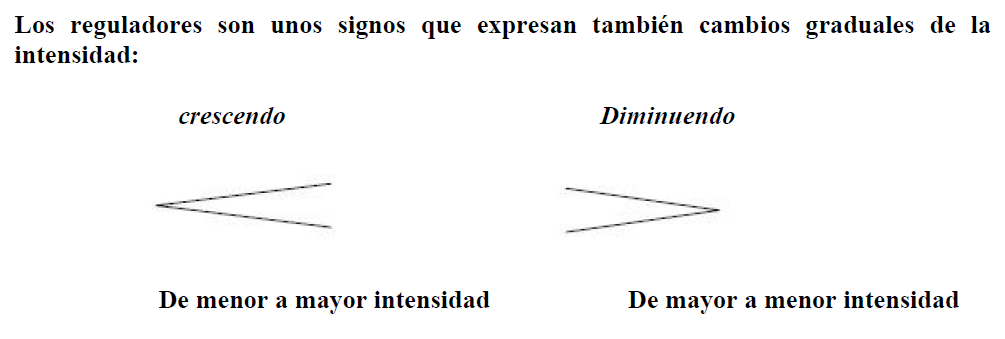 Los reguladores son unos signos que expresan también cambios graduales de la
intensidad:
crescendo Diminuendo
De menor a mayor intensidad De mayor a menor intensidad